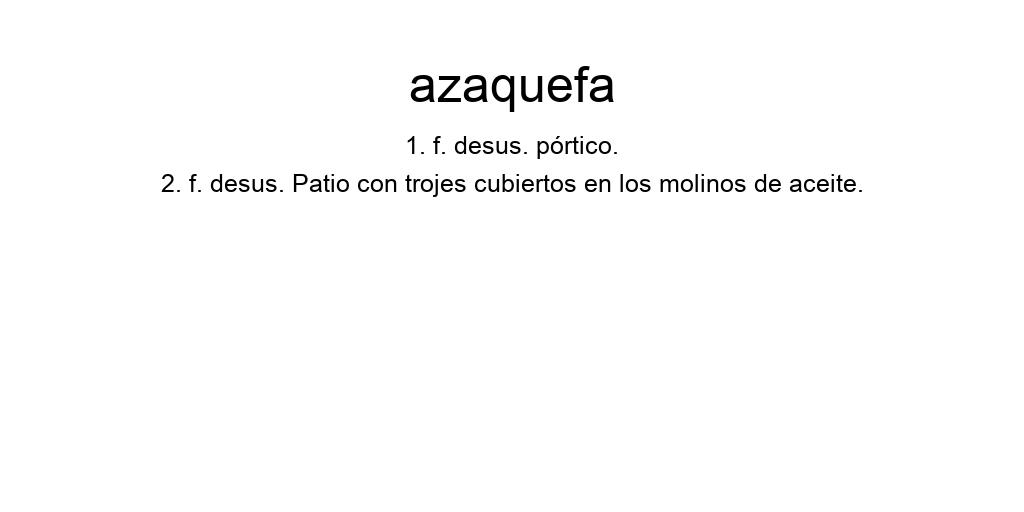 azaquefa
1. f. desus. pórtico.
2. f. desus. Patio con trojes cubiertos en los molinos de aceite.